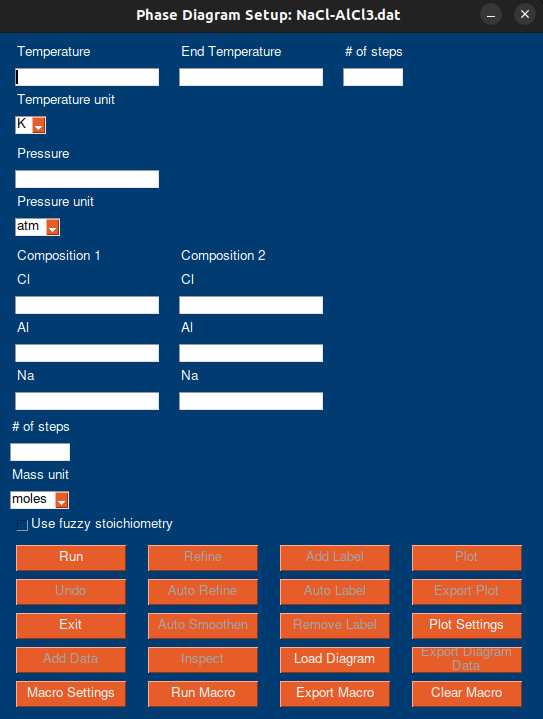 Phase Diagram Setup: NaCl-AlCl3.dat
Temperature End Temperature # of steps
Temperature unit
K
Pressure
Pressure unit
atm
Composition 1 Composition 2
Cl Cl
Al Al
Na Na
# of steps
Mass unit
moles
Use fuzzy stoichiometry
Run Refine Add Label Plot
Undo Auto Refine Auto Label Export Plot
Exit Auto Smoothen Remove Label Plot Settings
Add Data Inspect Load Diagram Export Diagram
Data
Macro Settings Run Macro Export Macro Clear Macro